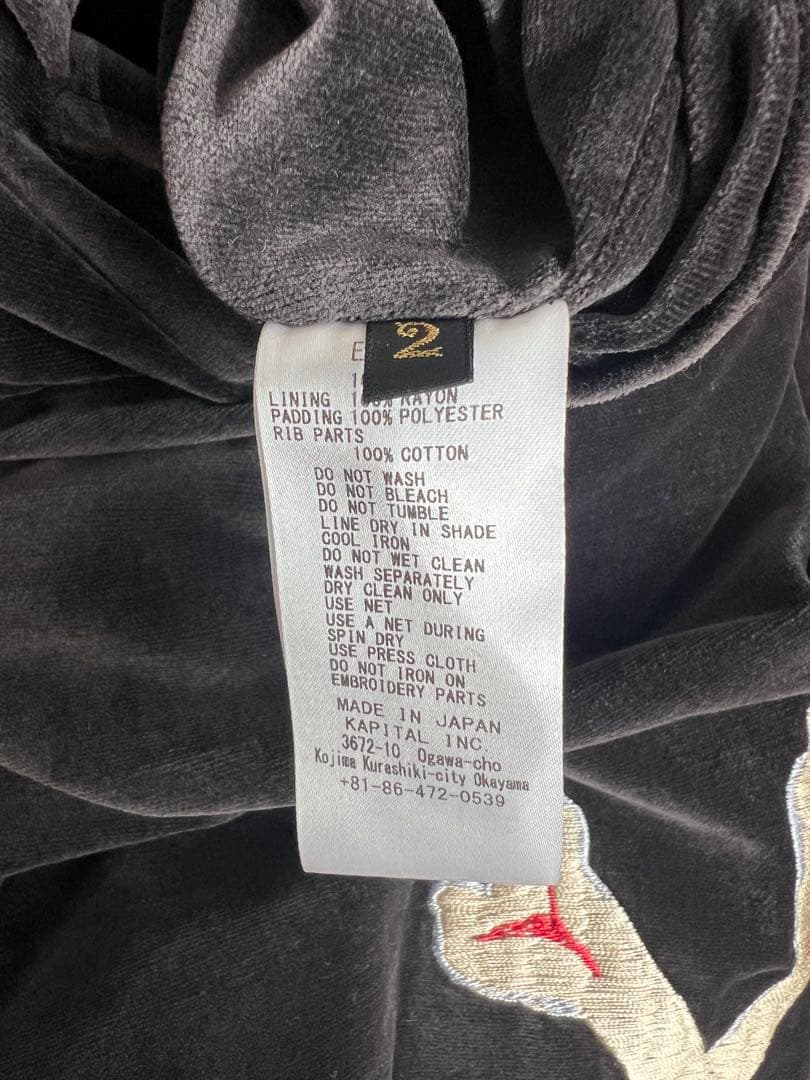 2
LINING 100% RAYON
PADDING 100% POLYESTER
RIB PARTS
100% COTTON
DO NOT WASH
DO NOT BLEACH
DO NOT TUMBLE
LINE DRY IN SHADE
COOL IRON
DO NOT WET CLEAN
WASH SEPARATELY
DRY CLEAN ONLY
USE NET
USE A NET DURING
SPIN DRY
USE PRESS CLOTH
DO NOT IRON ON
EMBROIDERY PARTS
MADE IN JAPAN
KAPITAL INC.
3672-10 Ogawa-cho
Kojima Kurashiki-city Okayama
+81-86-472-0539